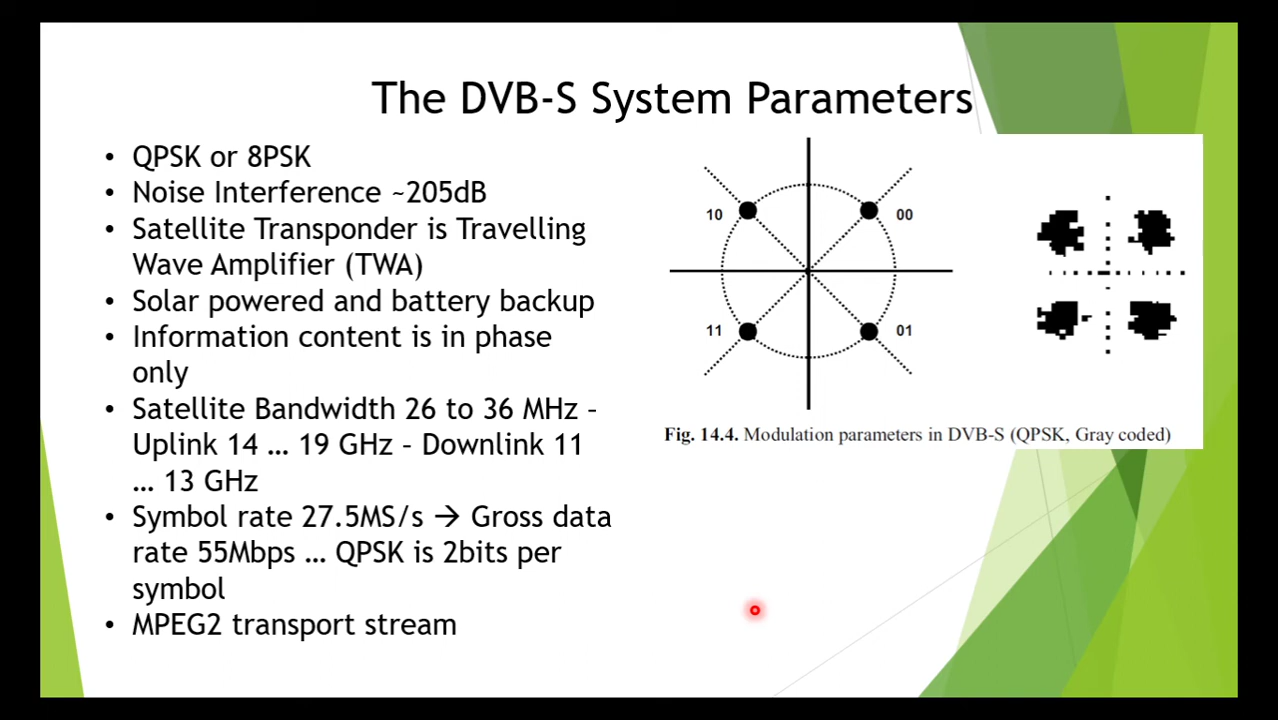 The DVB-S System Parameters
• QPSK or 8PSK
• Noise Interference ~205dB
• Satellite Transponder is Travelling
Wave Amplifier (TWA)
• Solar powered and battery backup
• Information content is in phase
only
• Satellite Bandwidth 26 to 36 MHz –
Uplink 14 … 19 GHz – Downlink 11
… 13 GHz
• Symbol rate 27.5MS/s → Gross data
rate 55Mbps … QPSK is 2bits per
symbol
• MPEG2 transport stream
10
00
11
01
Fig. 14.4. Modulation parameters in DVB-S (QPSK, Gray coded)